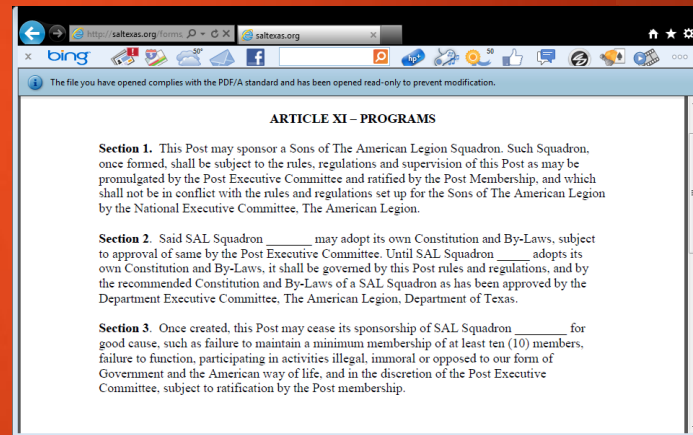 http://saltexas.org/forms
saltexas.org
bing
50°
f
hp
50
The file you have opened complies with the PDF/A standard and has been opened read-only to prevent modification.
ARTICLE XI – PROGRAMS
Section 1. This Post may sponsor a Sons of The American Legion Squadron. Such Squadron,
once formed, shall be subject to the rules, regulations and supervision of this Post as may be
promulgated by the Post Executive Committee and ratified by the Post Membership, and which
shall not be in conflict with the rules and regulations set up for the Sons of The American Legion
by the National Executive Committee, The American Legion.
Section 2. Said SAL Squadron _______ may adopt its own Constitution and By-Laws, subject
to approval of same by the Post Executive Committee. Until SAL Squadron _____ adopts its
own Constitution and By-Laws, it shall be governed by this Post rules and regulations, and by
the recommended Constitution and By-Laws of a SAL Squadron as has been approved by the
Department Executive Committee, The American Legion, Department of Texas.
Section 3. Once created, this Post may cease its sponsorship of SAL Squadron ________ for
good cause, such as failure to maintain a minimum membership of at least ten (10) members,
failure to function, participating in activities illegal, immoral or opposed to our form of
Government and the American way of life, and in the discretion of the Post Executive
Committee, subject to ratification by the Post membership.